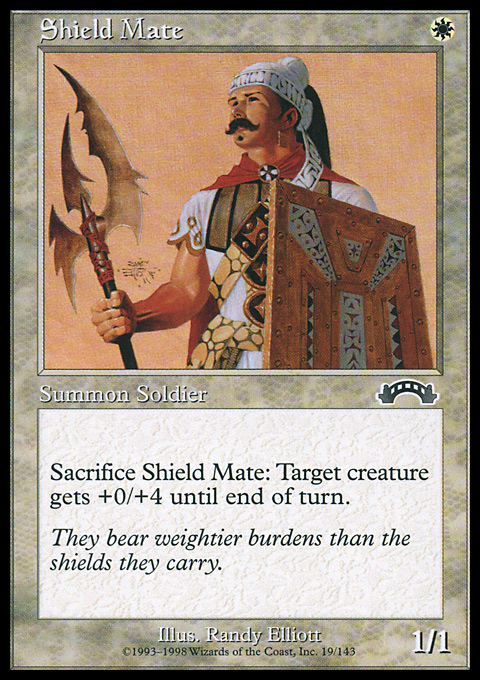 Shield Mate
Summon Soldier
Sacrifice Shield Mate: Target creature
gets +0/+4 until end of turn.
They bear weightier burdens than the
shields they carry.
Illus. Randy Elliott
1/1
©1993–1998 Wizards of the Coast, Inc. 19/143